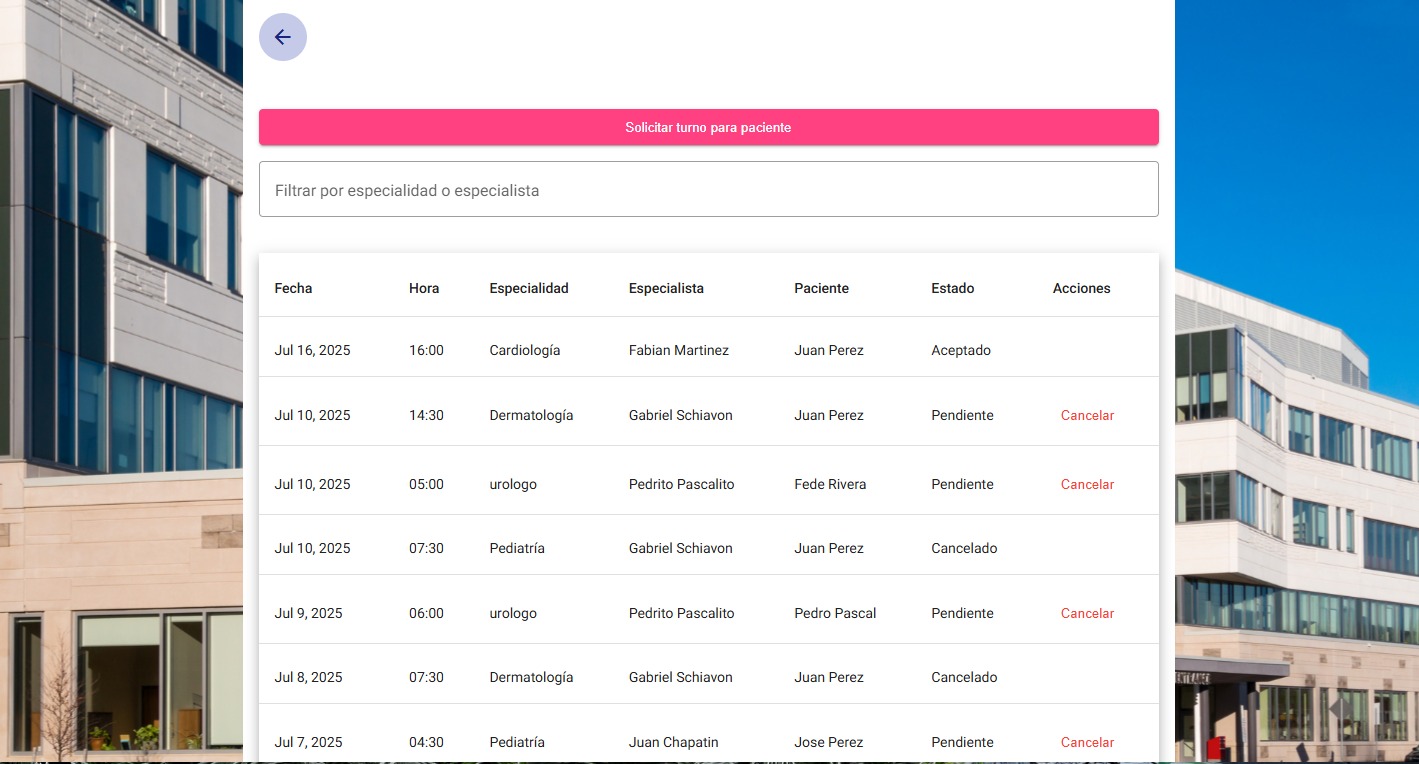 Solicitar turno para paciente
Filtrar por especialidad o especialista
Fecha Hora Especialidad Especialista Paciente Estado Acciones
Jul 16, 2025 16:00 Cardiología Fabian Martinez Juan Perez Aceptado
Jul 10, 2025 14:30 Dermatología Gabriel Schiavon Juan Perez Pendiente Cancelar
Jul 10, 2025 05:00 urologo Pedrito Pascalito Fede Rivera Pendiente Cancelar
Jul 10, 2025 07:30 Pediatría Gabriel Schiavon Juan Perez Cancelado
Jul 9, 2025 06:00 urologo Pedrito Pascalito Pedro Pascal Pendiente Cancelar
Jul 8, 2025 07:30 Dermatología Gabriel Schiavon Juan Perez Cancelado
Jul 7, 2025 04:30 Pediatría Juan Chapatin Jose Perez Pendiente Cancelar